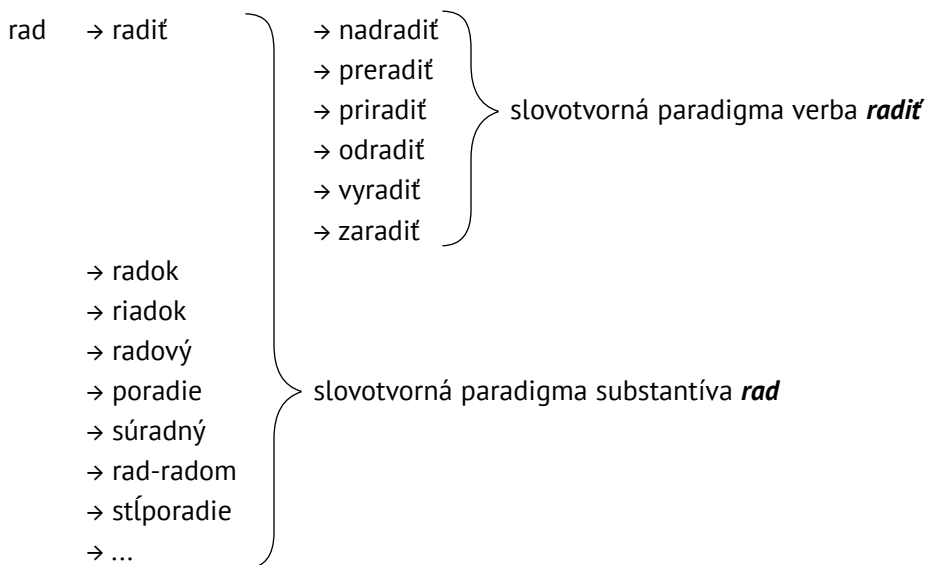 rad → radiť → nadradiť
→ preradiť
→ priradiť slovotvorná paradigma verba radiť
→ odradiť
→ vyradiť
→ zaradiť
→ radok
→ riadok
→ radový
→ poradie slovotvorná paradigma substantíva rad
→ súradný
→ rad-radom
→ stĺporadie
→ ...